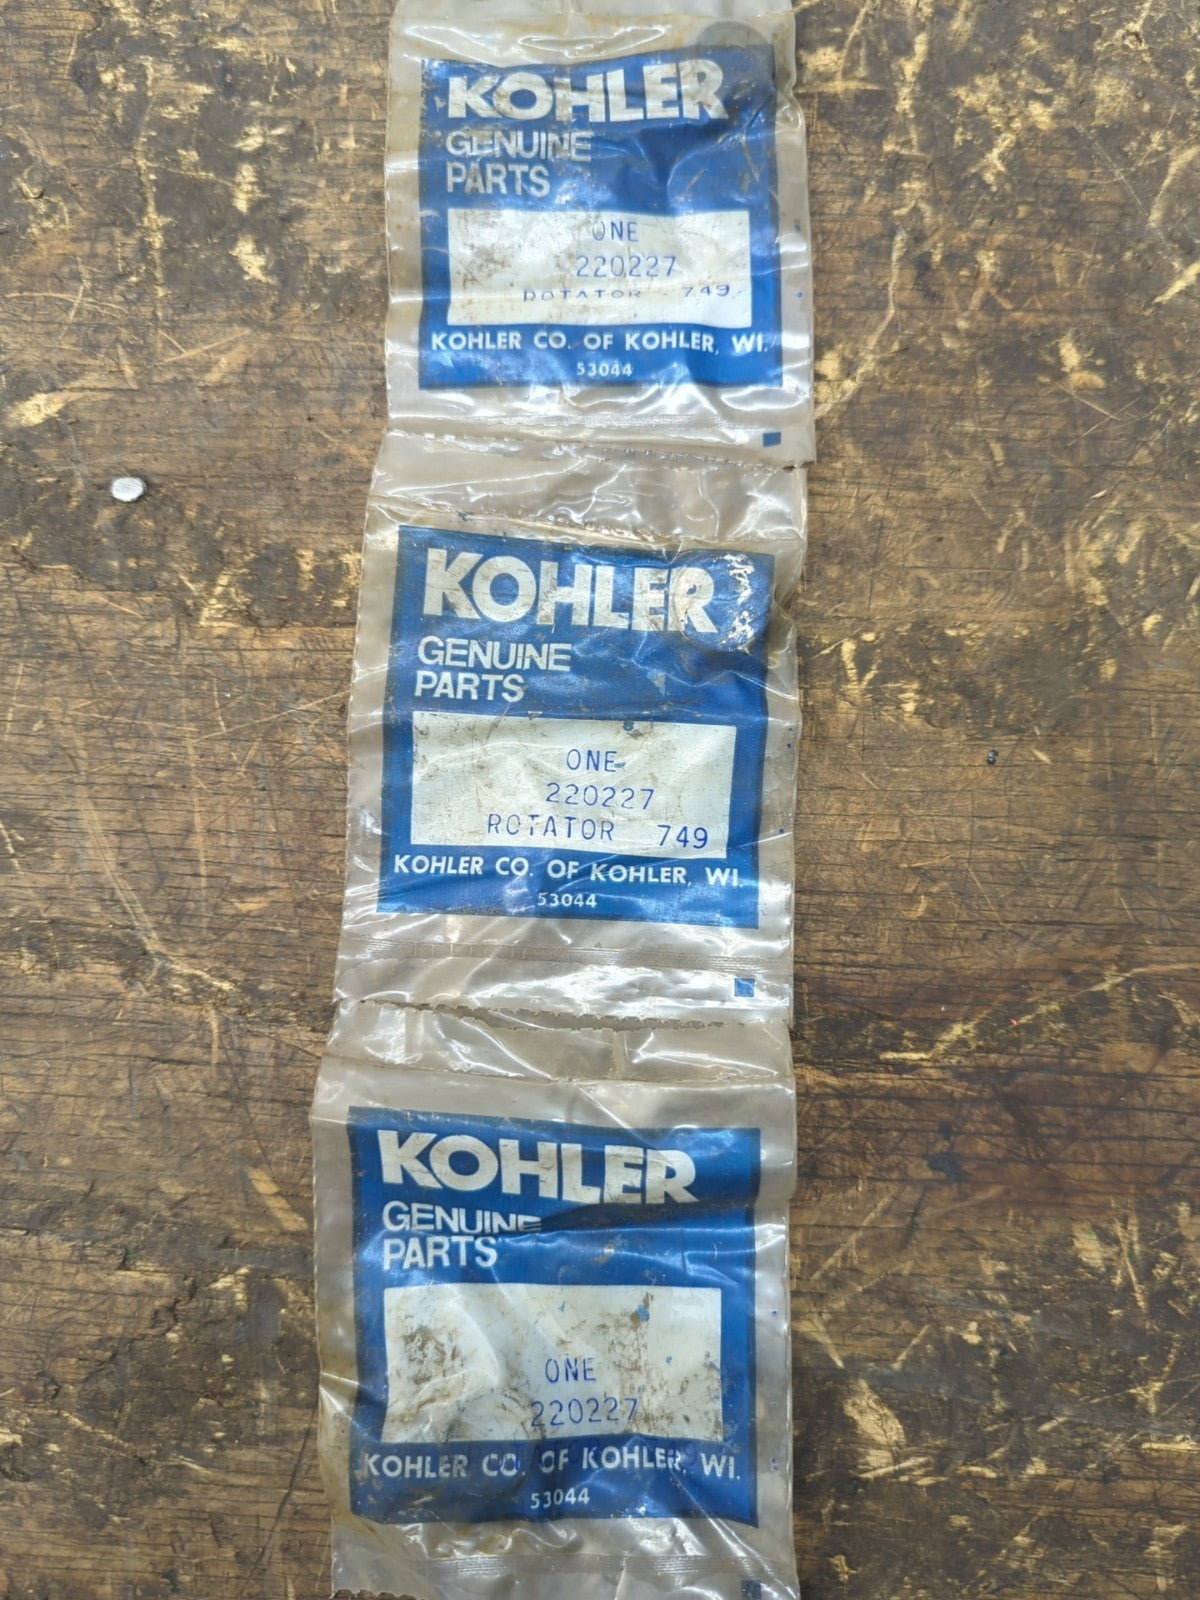 KOHLER
GENUINE
PARTS
ONE
220227
ROTATOR 749
KOHLER CO. OF KOHLER, WI.
53044
KOHLER
GENUINE
PARTS
ONE
220227
ROTATOR 749
KOHLER CO. OF KOHLER, WI.
53044
KOHLER
GENUINE
PARTS
ONE
220227
KOHLER CO. OF KOHLER, WI.
53044